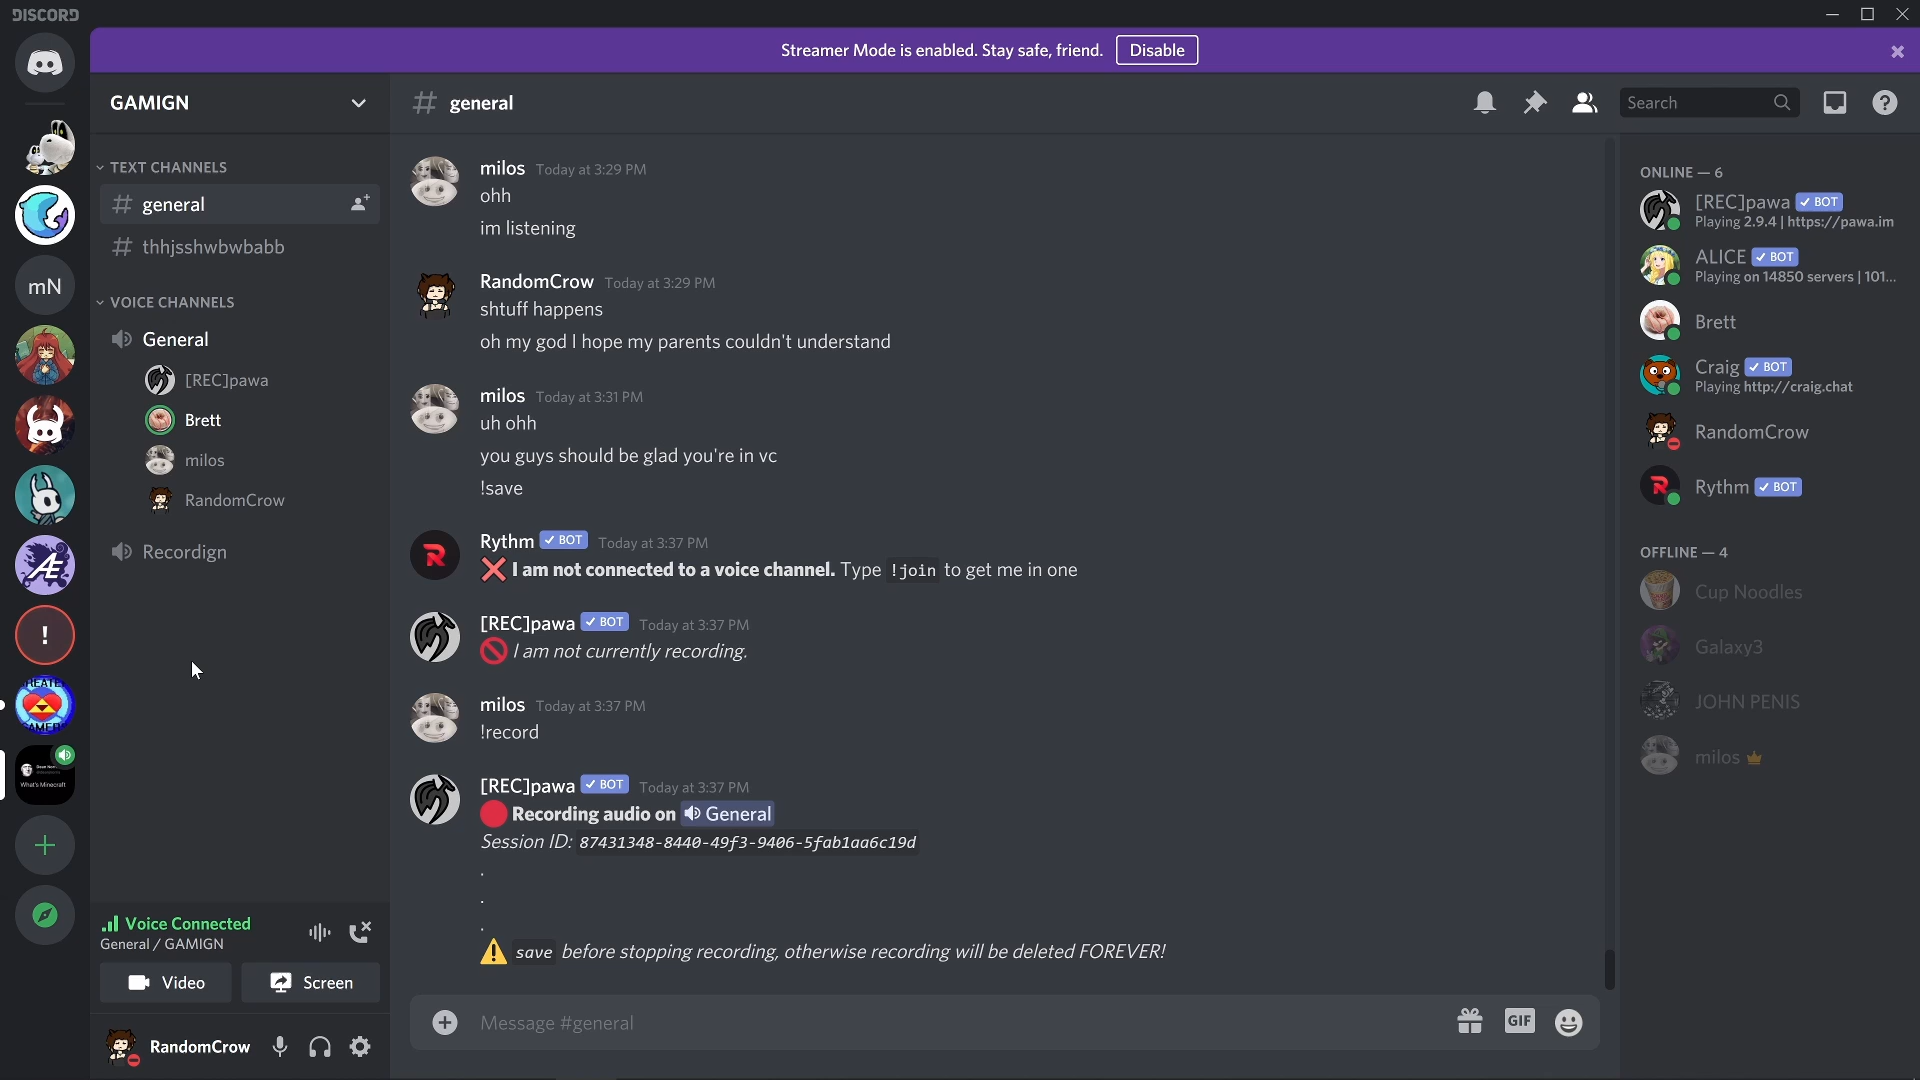 DISCORD
Streamer Mode is enabled. Stay safe, friend. Disable
GAMIGN
TEXT CHANNELS
general
thhjsshwbwbabb
VOICE CHANNELS
General
[REC]pawa
Brett
milos
RandomCrow
Recordign
mN
!
What's Minecraft
Voice Connected
General / GAMIGN
Video Screen
RandomCrow
# general
Search
milos Today at 3:29 PM
ohh
im listening
RandomCrow Today at 3:29 PM
shtuff happens
oh my god I hope my parents couldn't understand
milos Today at 3:31 PM
uh ohh
you guys should be glad you're in vc
!save
Rythm ✓ BOT Today at 3:37 PM
❌ I am not connected to a voice channel. Type !join to get me in one
[REC]pawa ✓ BOT Today at 3:37 PM
I am not currently recording.
milos Today at 3:37 PM
!record
[REC]pawa ✓ BOT Today at 3:37 PM
Recording audio on General
Session ID: 87431348-8440-49f3-9406-5fab1aa6c19d
.
.
.
⚠ save before stopping recording, otherwise recording will be deleted FOREVER!
Message #general
GIF
ONLINE — 6
[REC]pawa ✓ BOT
Playing 2.9.4 | https://pawa.im
ALICE ✓ BOT
Playing on 14850 servers | 101...
Brett
Craig ✓ BOT
Playing http://craig.chat
RandomCrow
Rythm ✓ BOT
OFFLINE — 4
Cup Noodles
Galaxy3
JOHN PENIS
milos